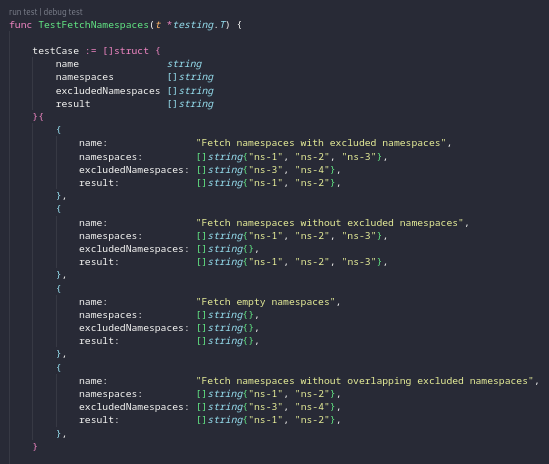 run test | debug test
func TestFetchNamespaces(t *testing.T) {
    testCase := []struct {
        name               string
        namespaces         []string
        excludedNamespaces []string
        result             []string
    }{
        {
            name:               "Fetch namespaces with excluded namespaces",
            namespaces:         []string{"ns-1", "ns-2", "ns-3"},
            excludedNamespaces: []string{"ns-3", "ns-4"},
            result:             []string{"ns-1", "ns-2"},
        },
        {
            name:               "Fetch namespaces without excluded namespaces",
            namespaces:         []string{"ns-1", "ns-2", "ns-3"},
            excludedNamespaces: []string{},
            result:             []string{"ns-1", "ns-2", "ns-3"},
        },
        {
            name:               "Fetch empty namespaces",
            namespaces:         []string{},
            excludedNamespaces: []string{},
            result:             []string{},
        },
        {
            name:               "Fetch namespaces without overlapping excluded namespaces",
            namespaces:         []string{"ns-1", "ns-2"},
            excludedNamespaces: []string{"ns-3", "ns-4"},
            result:             []string{"ns-1", "ns-2"},
        },
    }